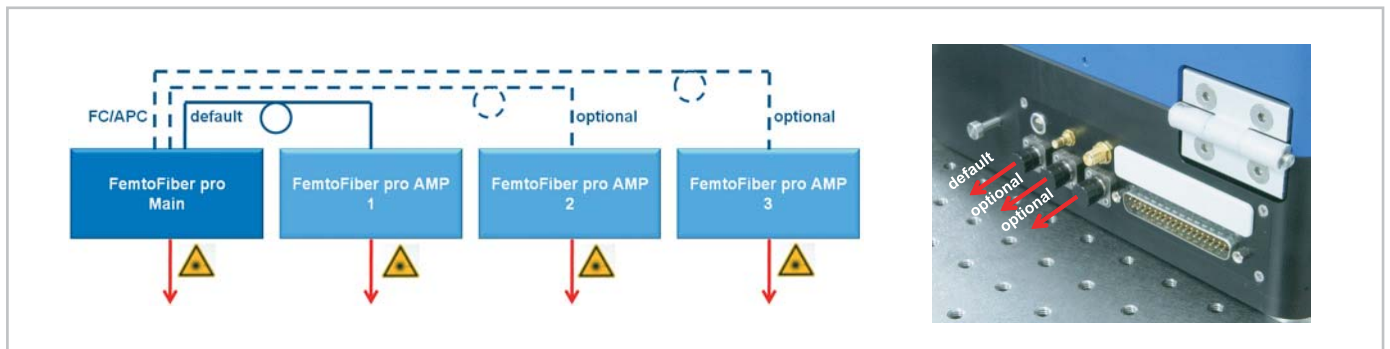 FC/APC
default
optional
optional
FemtoFiber pro
Main
FemtoFiber pro AMP
1
FemtoFiber pro AMP
2
FemtoFiber pro AMP
3
default
optional
optional